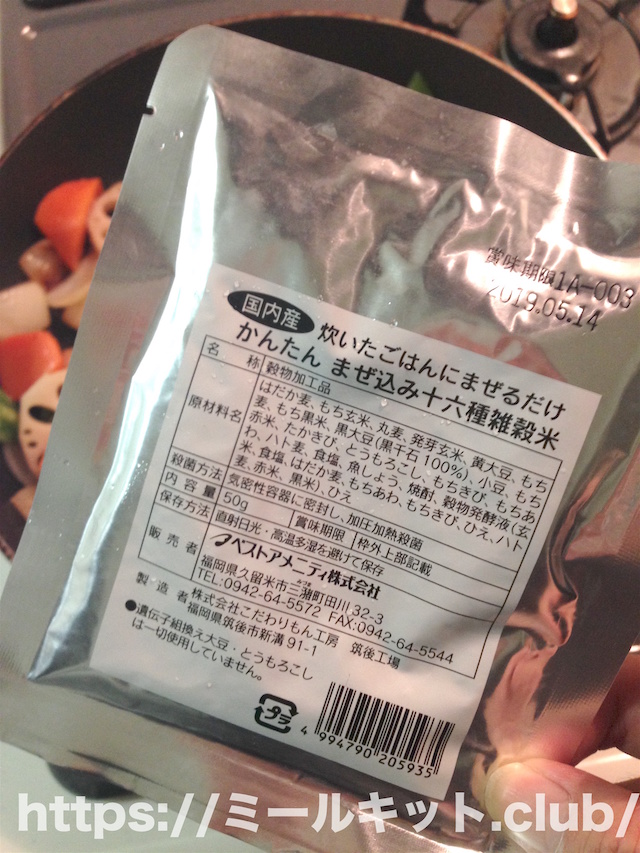 賞味期限1A-003
2019.05.14
国内産 炊いたごはんにまぜるだけ
かんたん まぜ込み十六種雑穀米
名 称 穀物加工品
原材料名 はだか麦、もち玄米、丸麦、発芽玄米、黄大豆、もち
麦、もち黒米、黒大豆(黒千石100%)、小豆、もち
赤米、たかきび、とうもろこし、もちきび、もちあ
わ、ハト麦、食塩、魚しょう、焼酎、穀物発酵液(玄
米、食塩、はだか麦、もちあわ、もちきび、ひえ、ハト
麦、赤米、黒米)、ひえ
殺菌方法 気密性容器に密封し、加圧加熱殺菌
内 容 量 50g 賞味期限 枠外上部記載
保存方法 直射日光・高温多湿を避けて保存
販 売 者 ベストアメニティ株式会社
福岡県久留米市三潴町田川32-3
TEL:0942-64-5572 FAX:0942-64-5544
製 造 者 株式会社こだわりもん工房 筑後工場
福岡県筑後市新溝91-1
●遺伝子組換え大豆・とうもろこし
は一切使用していません。
プラ
4 994790 205935
https://ミールキット.club/